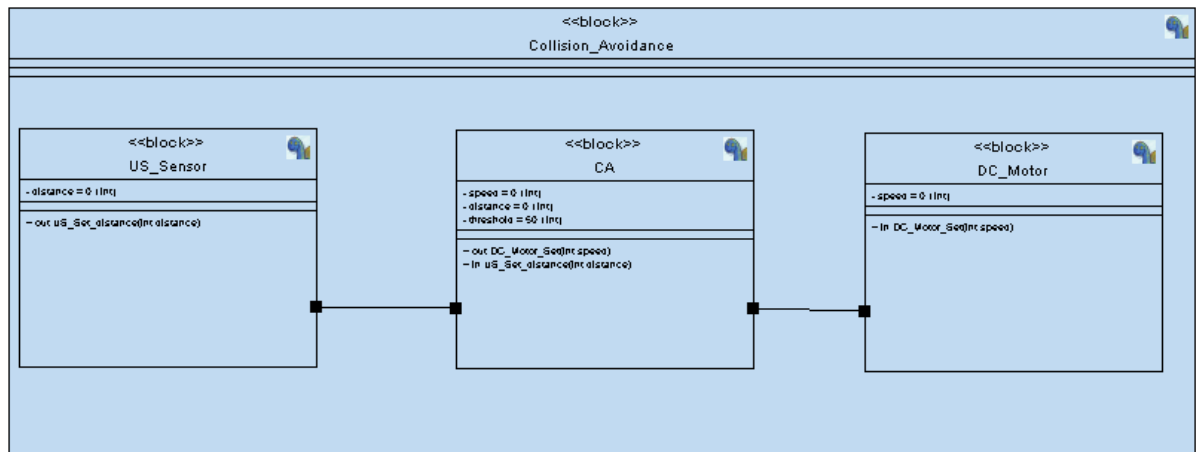 <<block>>
Collision_Avoidance
<<block>>
US_Sensor
- distance = 0 : int;
~ out US_Set_distance(int distance)
<<block>>
CA
- speed = 0 : int;
- distance = 0 : int;
- threshold = 50 : int;
~ out DC_Motor_Set(int speed)
~ in US_Set_distance(int distance)
<<block>>
DC_Motor
- speed = 0 : int;
~ in DC_Motor_Set(int speed)